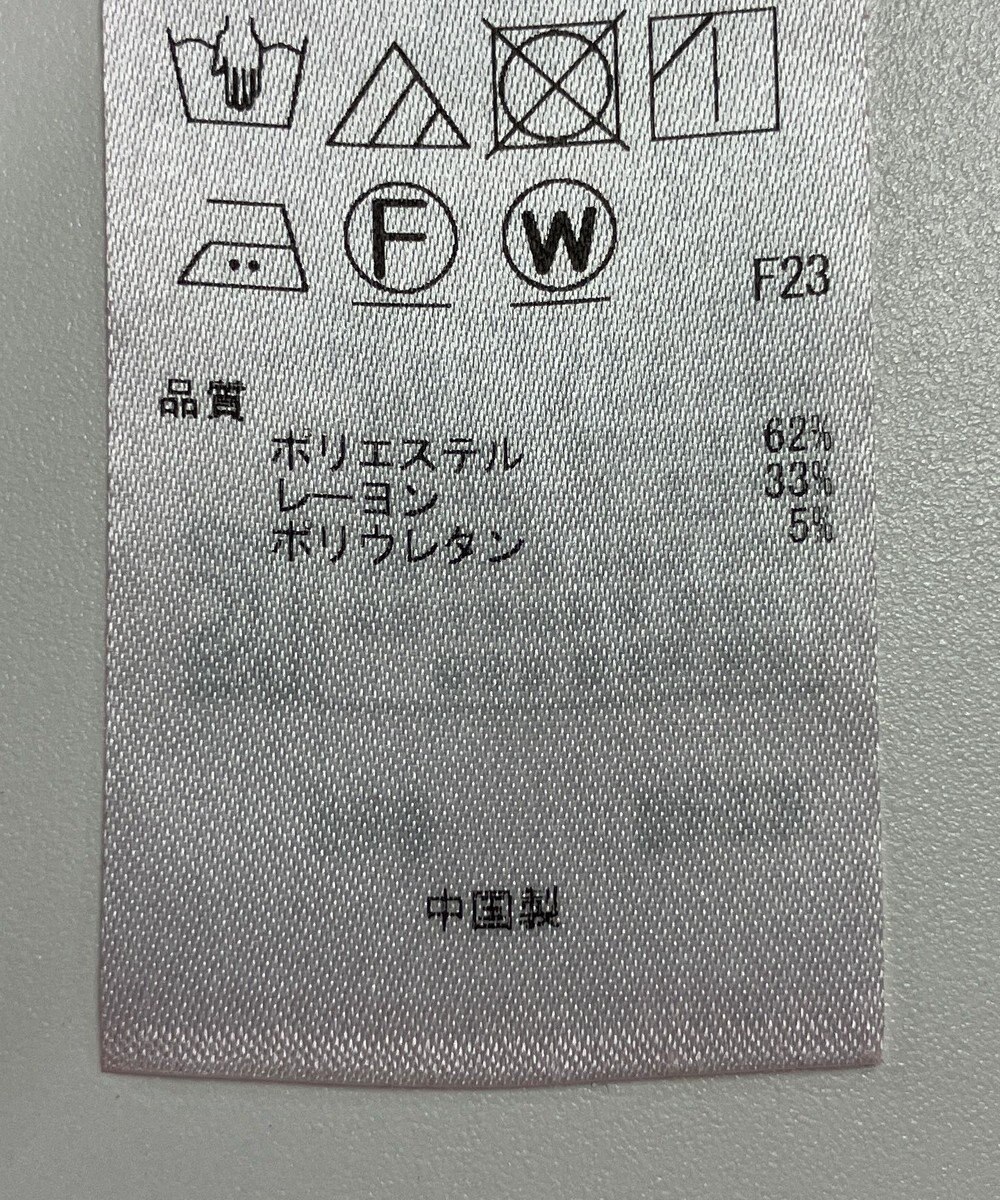 F W
F23
品質
ポリエステル 62%
レーヨン 33%
ポリウレタン 5%
中国製